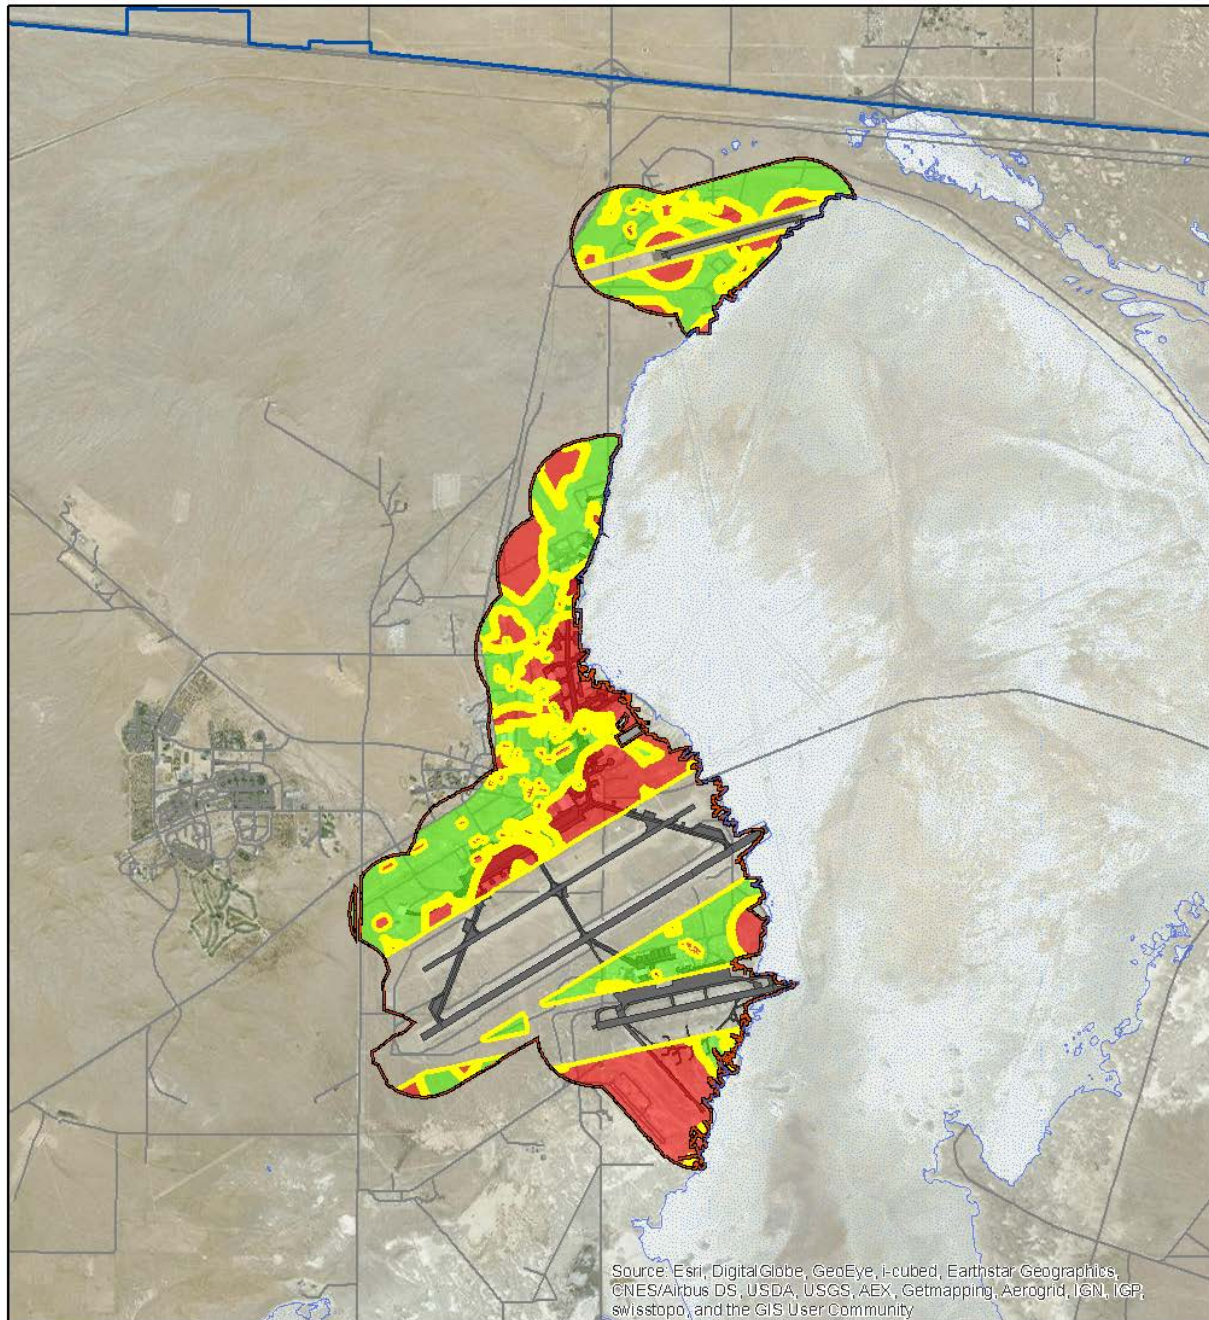 Source: Esri, DigitalGlobe, GeoEye, i-cubed, Earthstar Geographics,
CNES/Airbus DS, USDA, USGS, AEX, Getmapping, Aerogrid, IGN, IGP,
swisstopo, and the GIS User Community